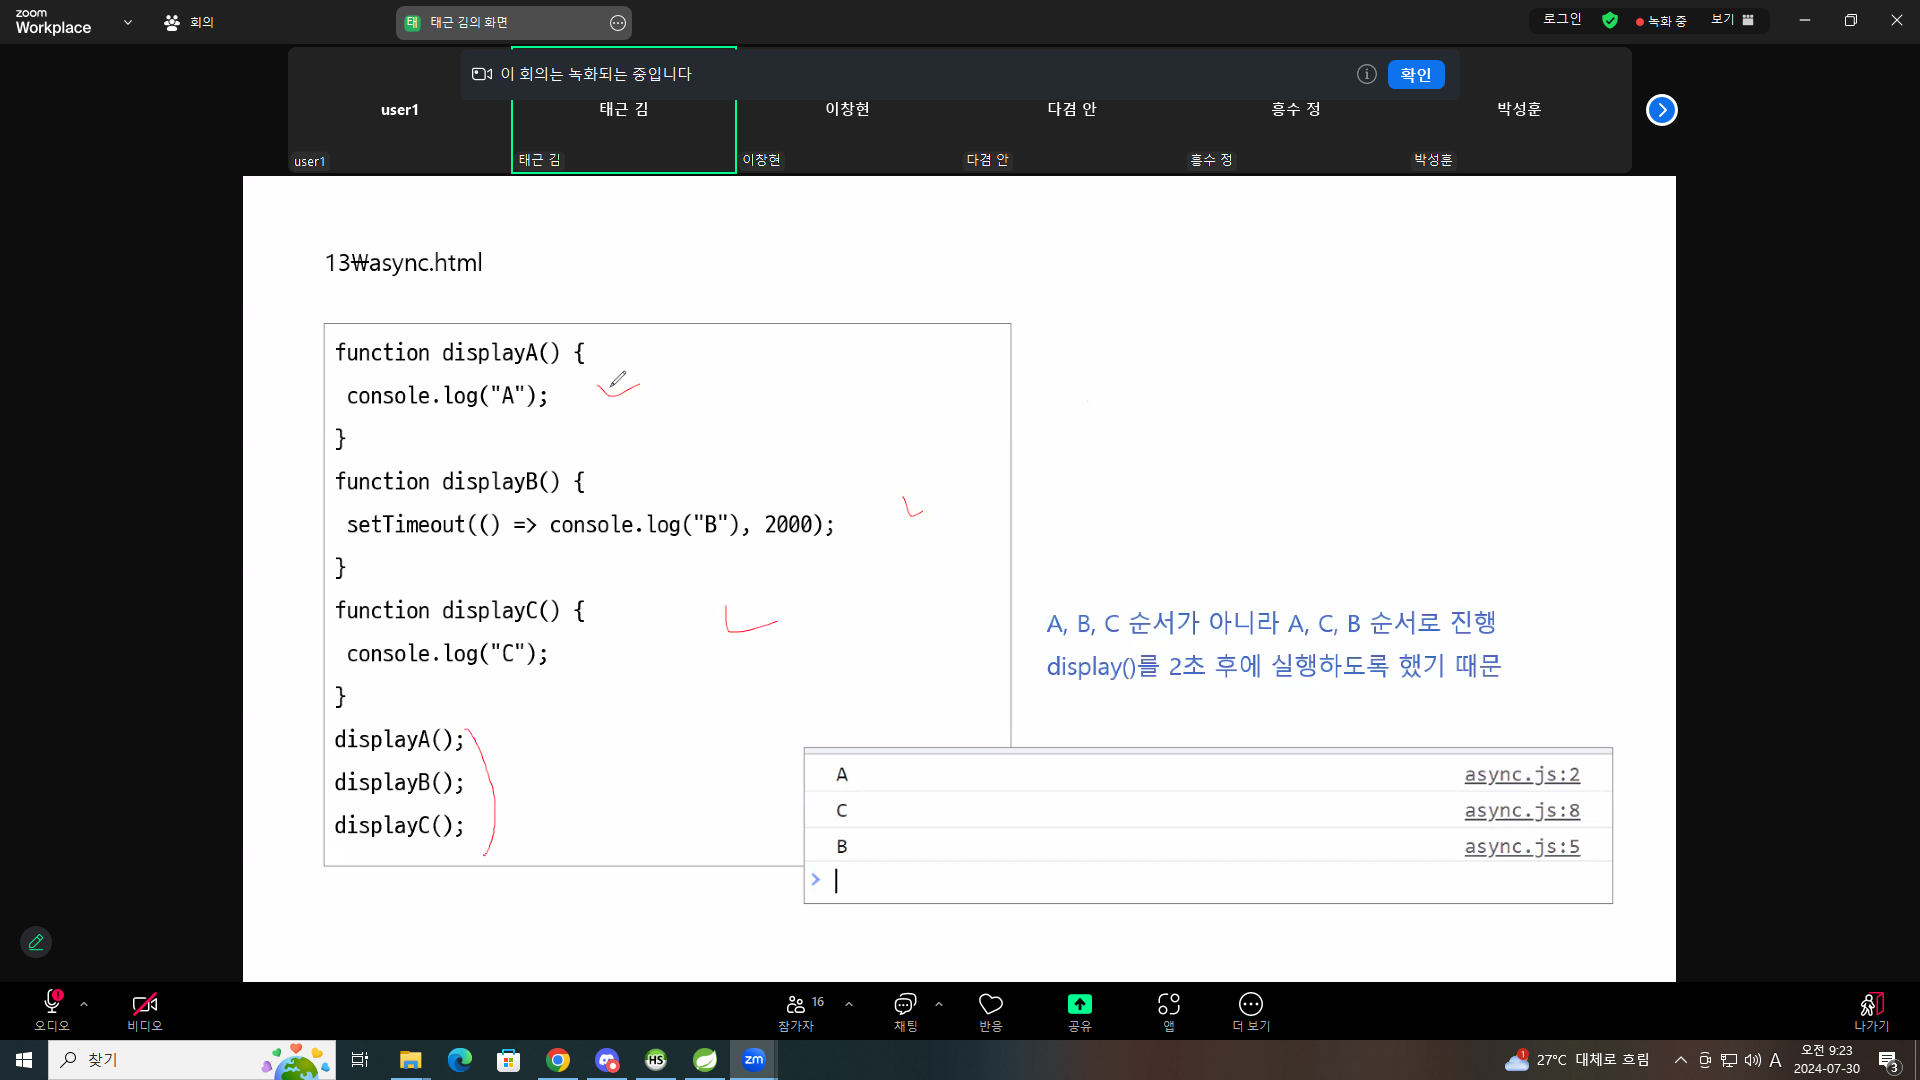 zoom
Workplace
회의
태 태근 김의 화면
로그인
녹화 중
보기
이 회의는 녹화되는 중입니다
확인
user1
태근 김
이창현
다겸 안
흥수 정
박성훈
user1
태근 김
이창현
다겸 안
흥수 정
박성훈
13₩async.html
function displayA() {
console.log("A");
}
function displayB() {
setTimeout(() => console.log("B"), 2000);
}
function displayC() {
console.log("C");
}
displayA();
displayB();
displayC();
A, B, C 순서가 아니라 A, C, B 순서로 진행
display()를 2초 후에 실행하도록 했기 때문
A async.js:2
C async.js:8
B async.js:5
>
오디오
비디오
16
참가자
채팅
반응
공유
앱
더 보기
나가기
찾기
HS
zm
1
27°C 대체로 흐림
A
오전 9:23
2024-07-30
3